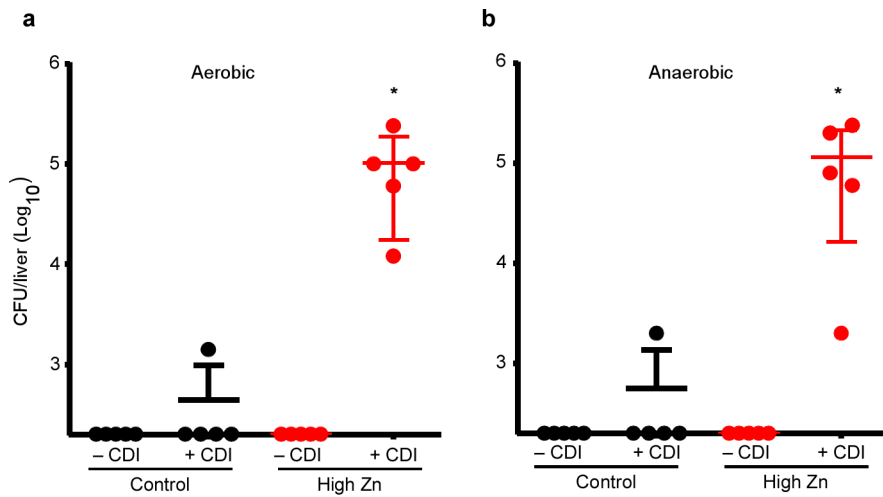 a
Aerobic
*
6
5
4
3
CFU/liver (Log10)
– CDI + CDI – CDI + CDI
Control High Zn
b
Anaerobic
*
6
5
4
3
– CDI + CDI – CDI + CDI
Control High Zn